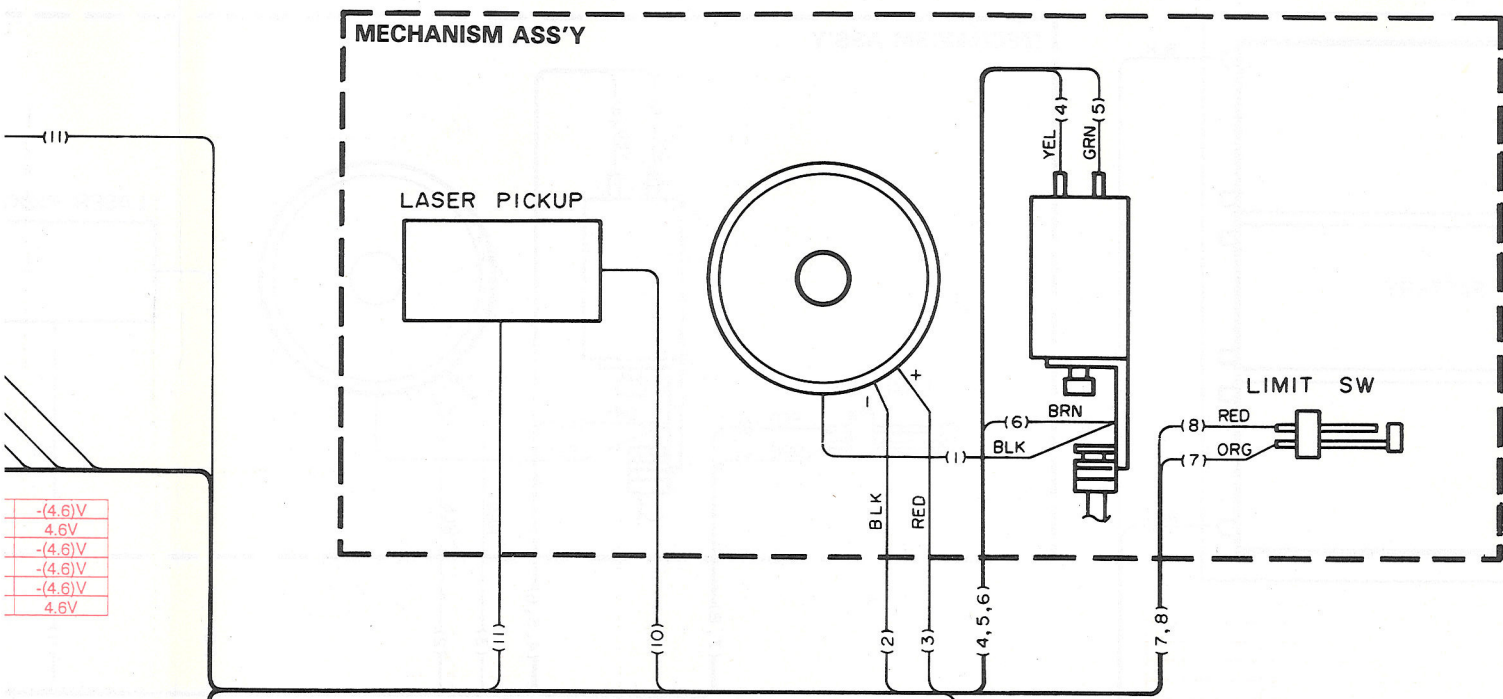 MECHANISM ASS'Y
(11)
LASER PICKUP
YEL (4)
GRN (5)
+
-
(6) BRN
BLK
(1)
LIMIT SW
(8) RED
(7) ORG
BLK
RED
-(4.6)V
4.6V
-(4.6)V
-(4.6)V
-(4.6)V
4.6V
(11)
(10)
(2)
(3)
(4,5,6)
(7,8)